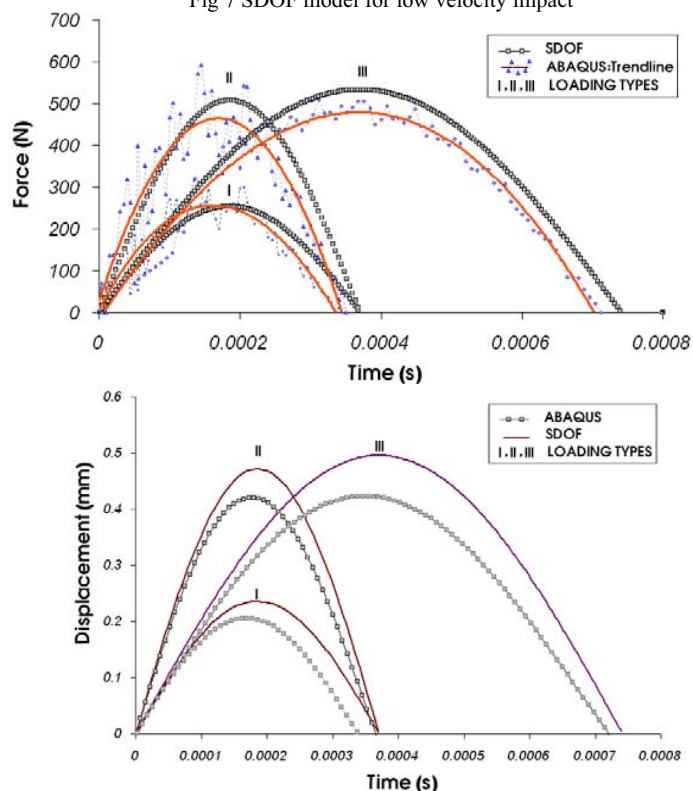 Fig 7 SDOF model for low velocity impact
700
600
500
400
300
200
100
0
Force (N)
II
III
I
SDOF
ABAQUS-Trendline
I,II,III LOADING TYPES
0 0.0002 0.0004 0.0006 0.0008
Time (s)
0.6
0.5
0.4
0.3
0.2
0.1
0
Displacement (mm)
II
III
I
ABAQUS
SDOF
I,II,III LOADING TYPES
0 0.0001 0.0002 0.0003 0.0004 0.0005 0.0006 0.0007 0.0008
Time (s)